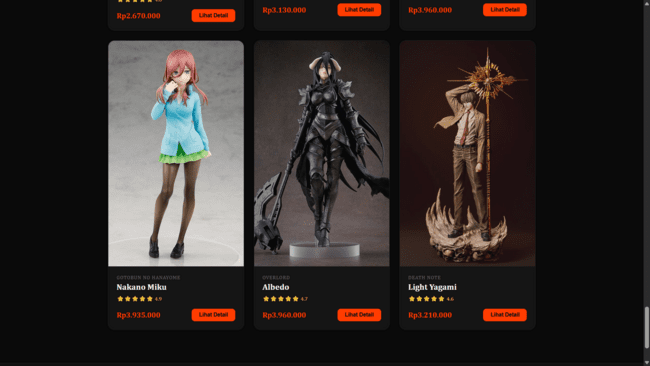 4.8
Rp2.670.000
Lihat Detail
Rp3.130.000
Lihat Detail
Rp3.960.000
Lihat Detail
GOTOUBUN NO HANAYOME
Nakano Miku
4.9
Rp3.935.000
Lihat Detail
OVERLORD
Albedo
4.7
Rp3.960.000
Lihat Detail
DEATH NOTE
Light Yagami
4.6
Rp3.210.000
Lihat Detail